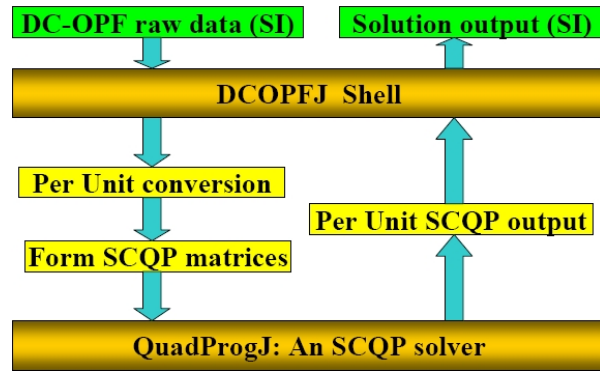 DC-OPF raw data (SI)
Solution output (SI)
DCOPFJ Shell
Per Unit conversion
Per Unit SCQP output
Form SCQP matrices
QuadProgJ: An SCQP solver